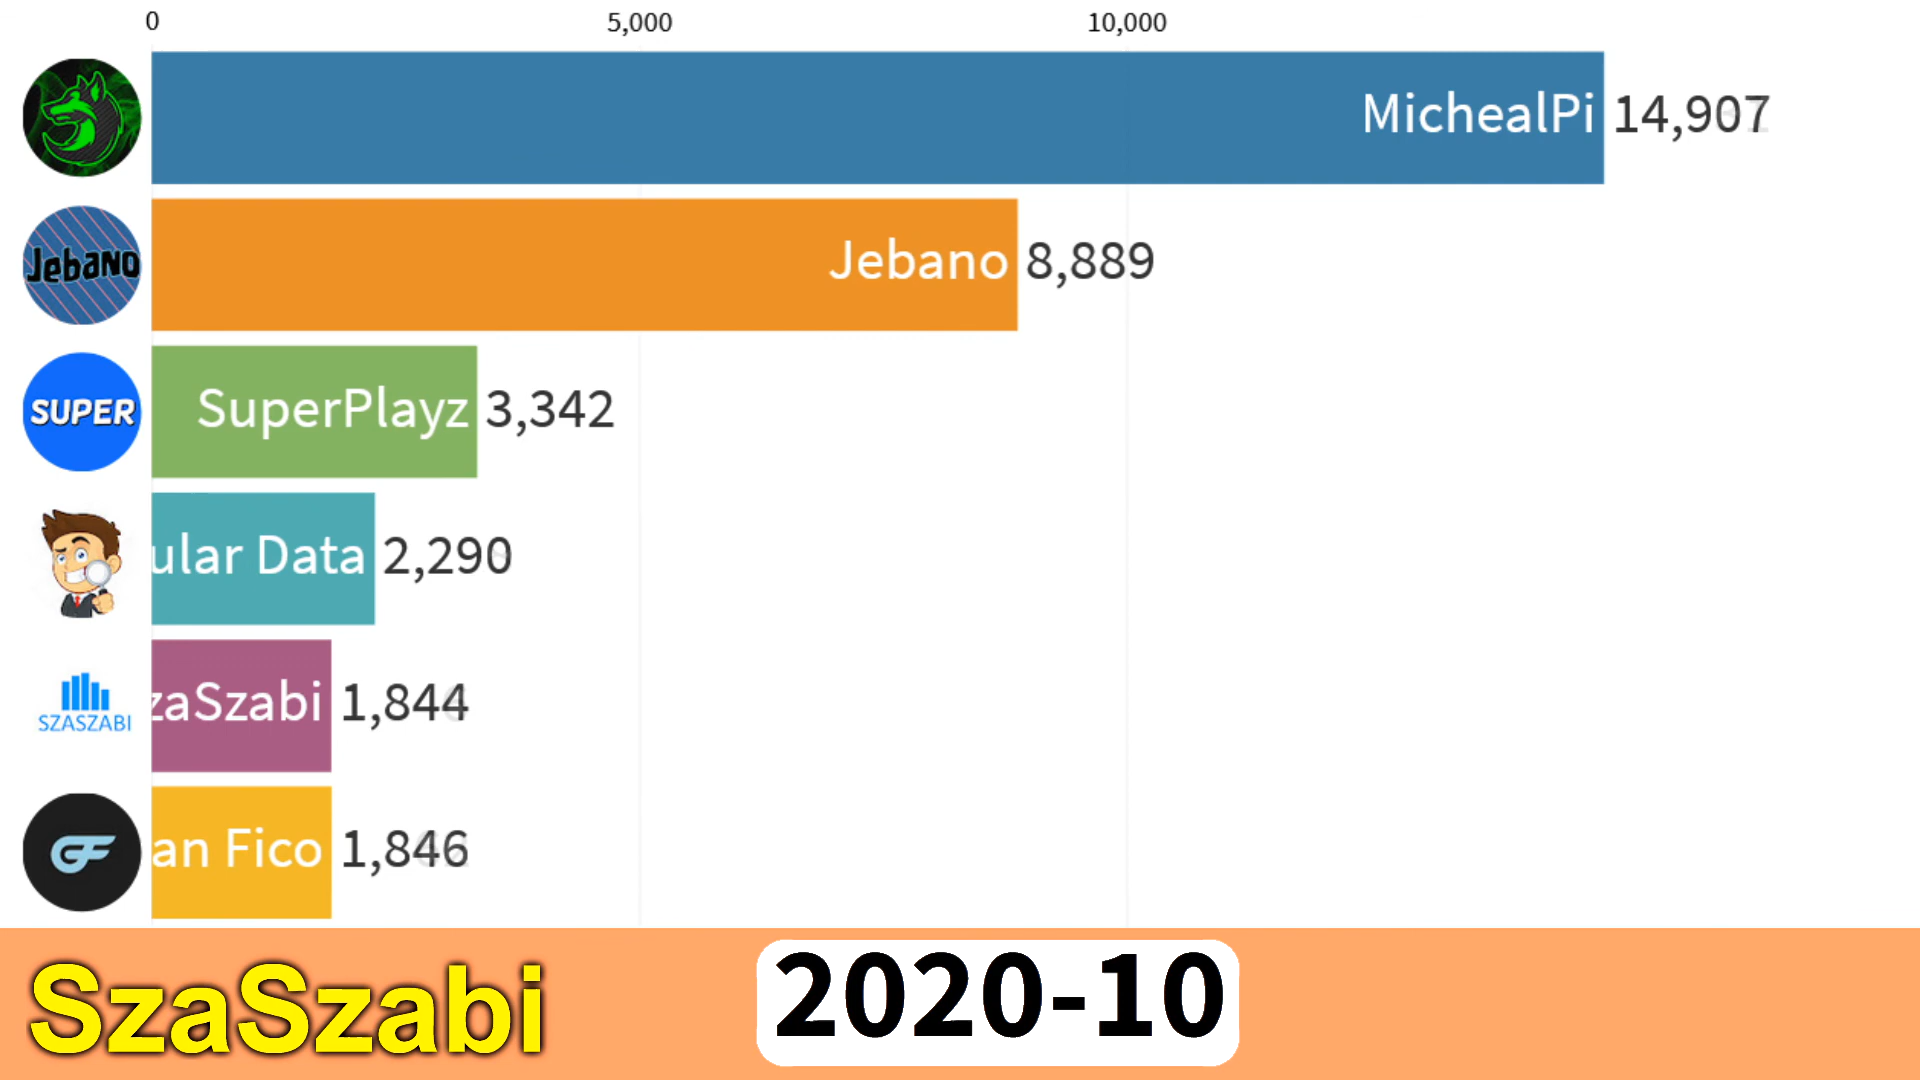 0 5,000 10,000
MichealPi 14,907
Jebano Jebano 8,889
SUPER SuperPlayz 3,342
ular Data 2,290
SZASZABI zaSzabi 1,844
GF an Fico 1,846
SzaSzabi 2020-10